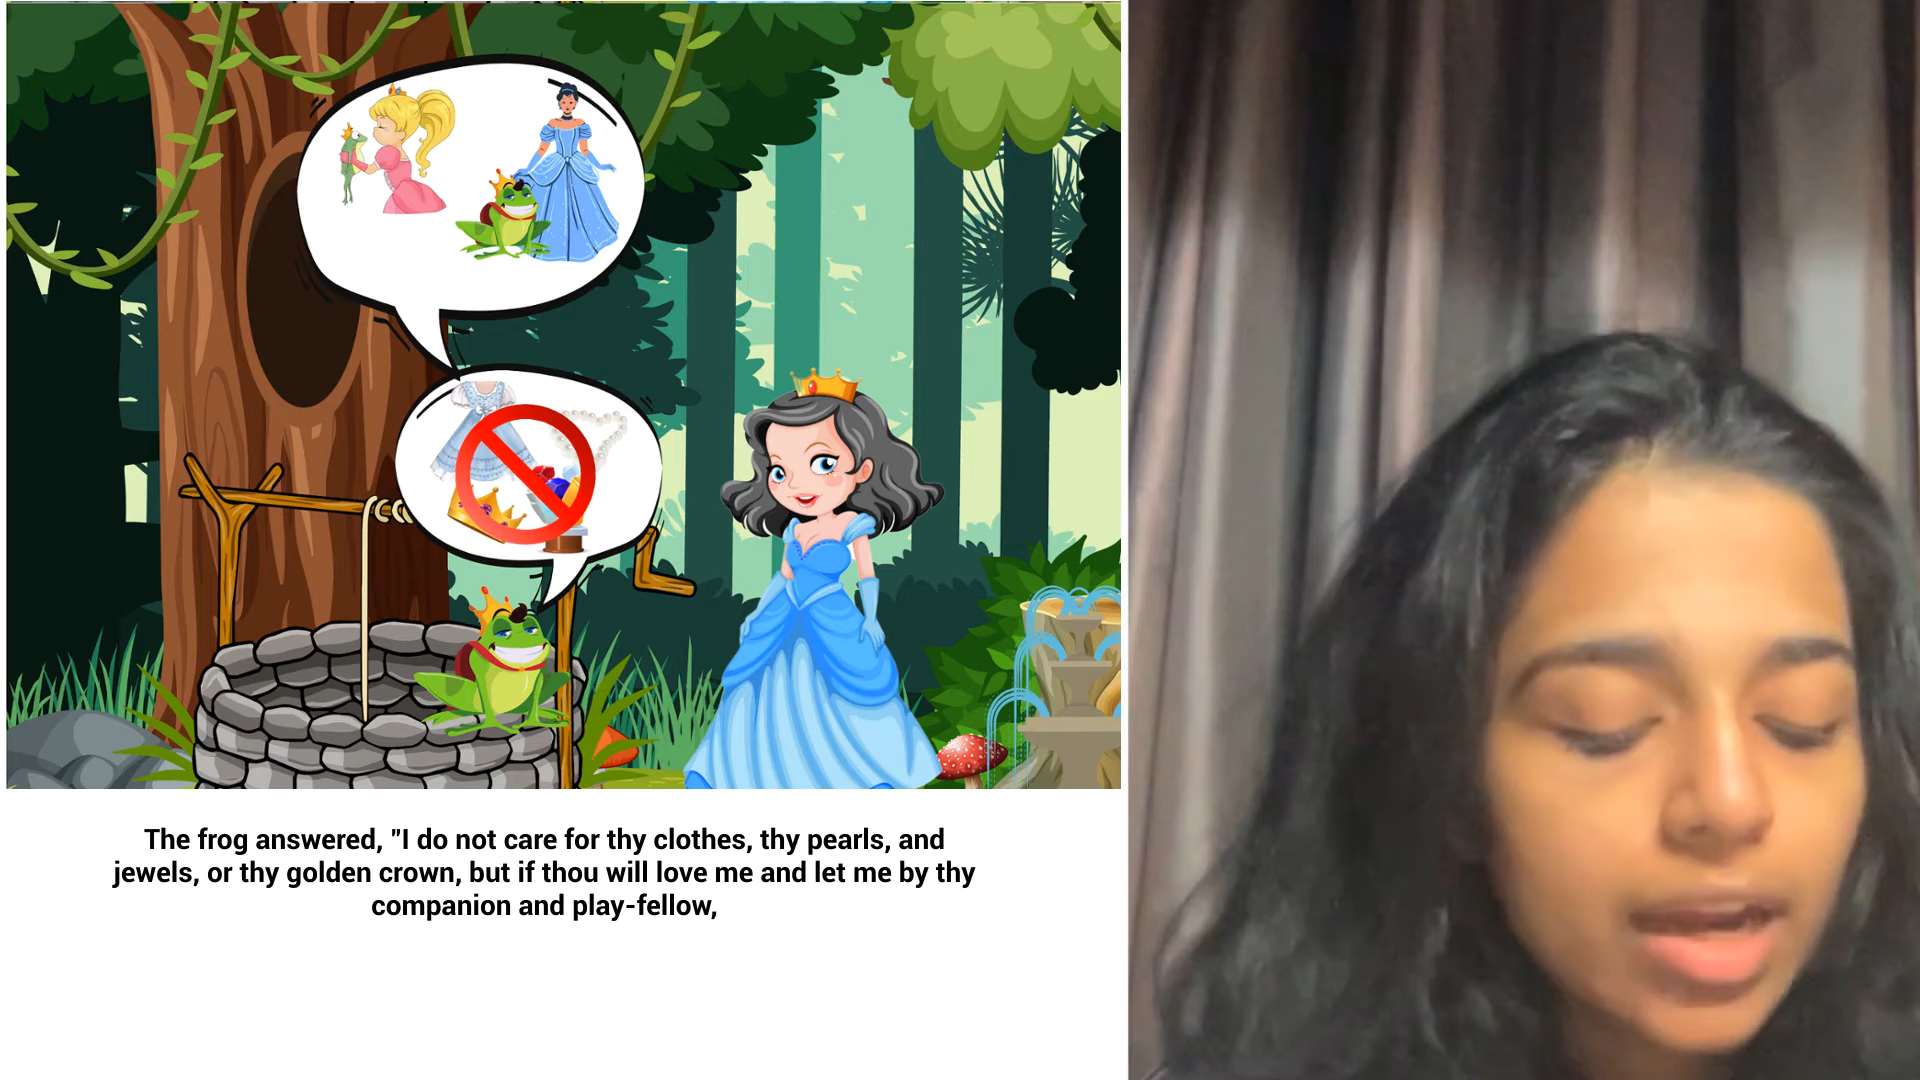 The frog answered, "I do not care for thy clothes, thy pearls, and
jewels, or thy golden crown, but if thou will love me and let me by thy
companion and play-fellow,